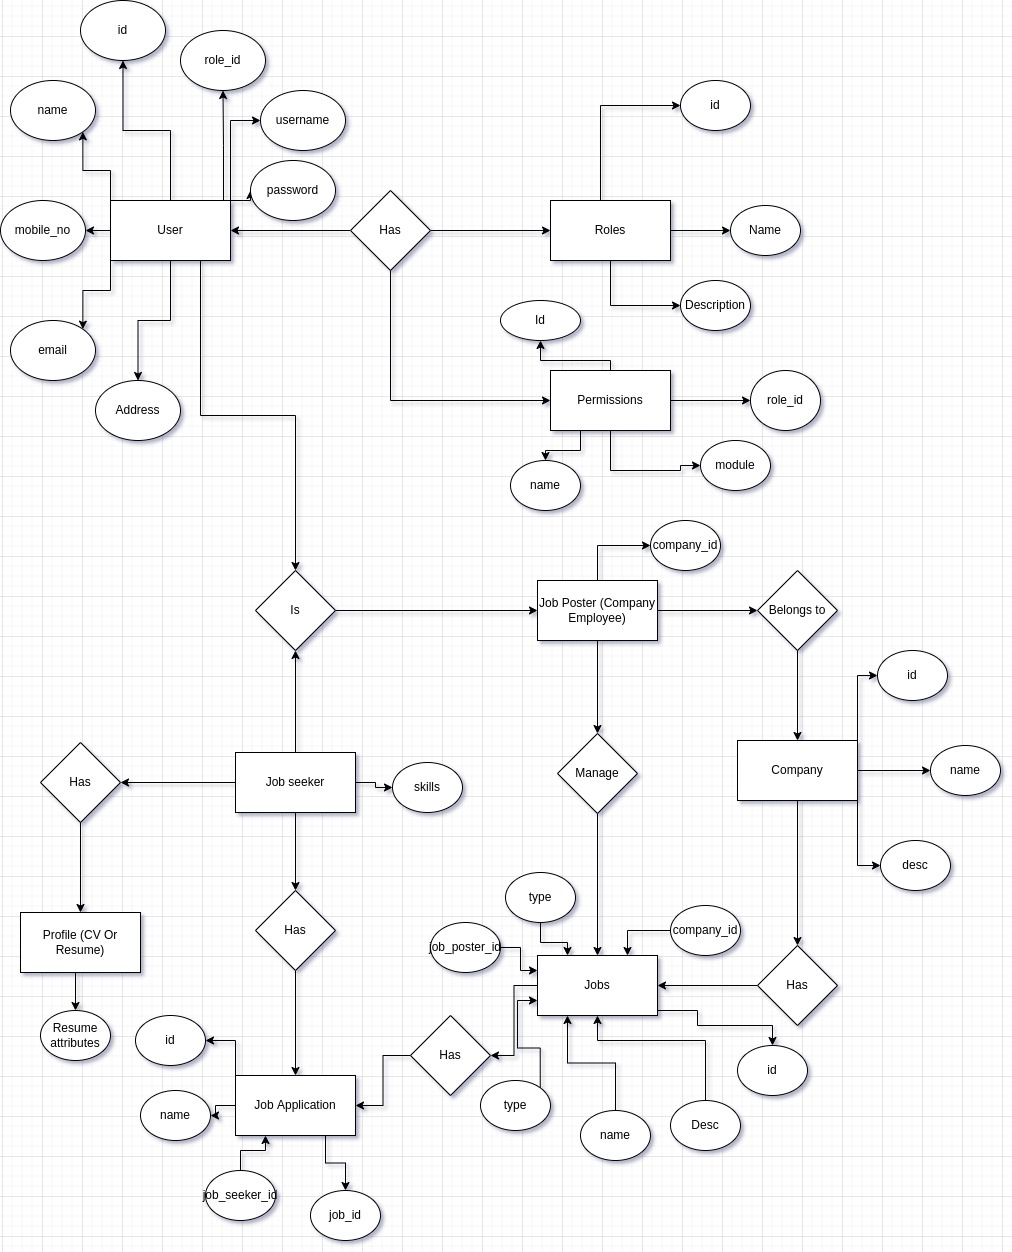 id
role_id
name
username
password
mobile_no
User
Has
Roles
id
Name
Description
email
Address
Id
Permissions
role_id
name
module
company_id
Is
Job Poster (Company
Employee)
Belongs to
id
Has
Job seeker
skills
Manage
Company
name
desc
type
Profile (CV Or
Resume)
Has
job_poster_id
company_id
Jobs
Has
Resume
attributes
id
Has
id
name
Job Application
type
name
Desc
job_seeker_id
job_id